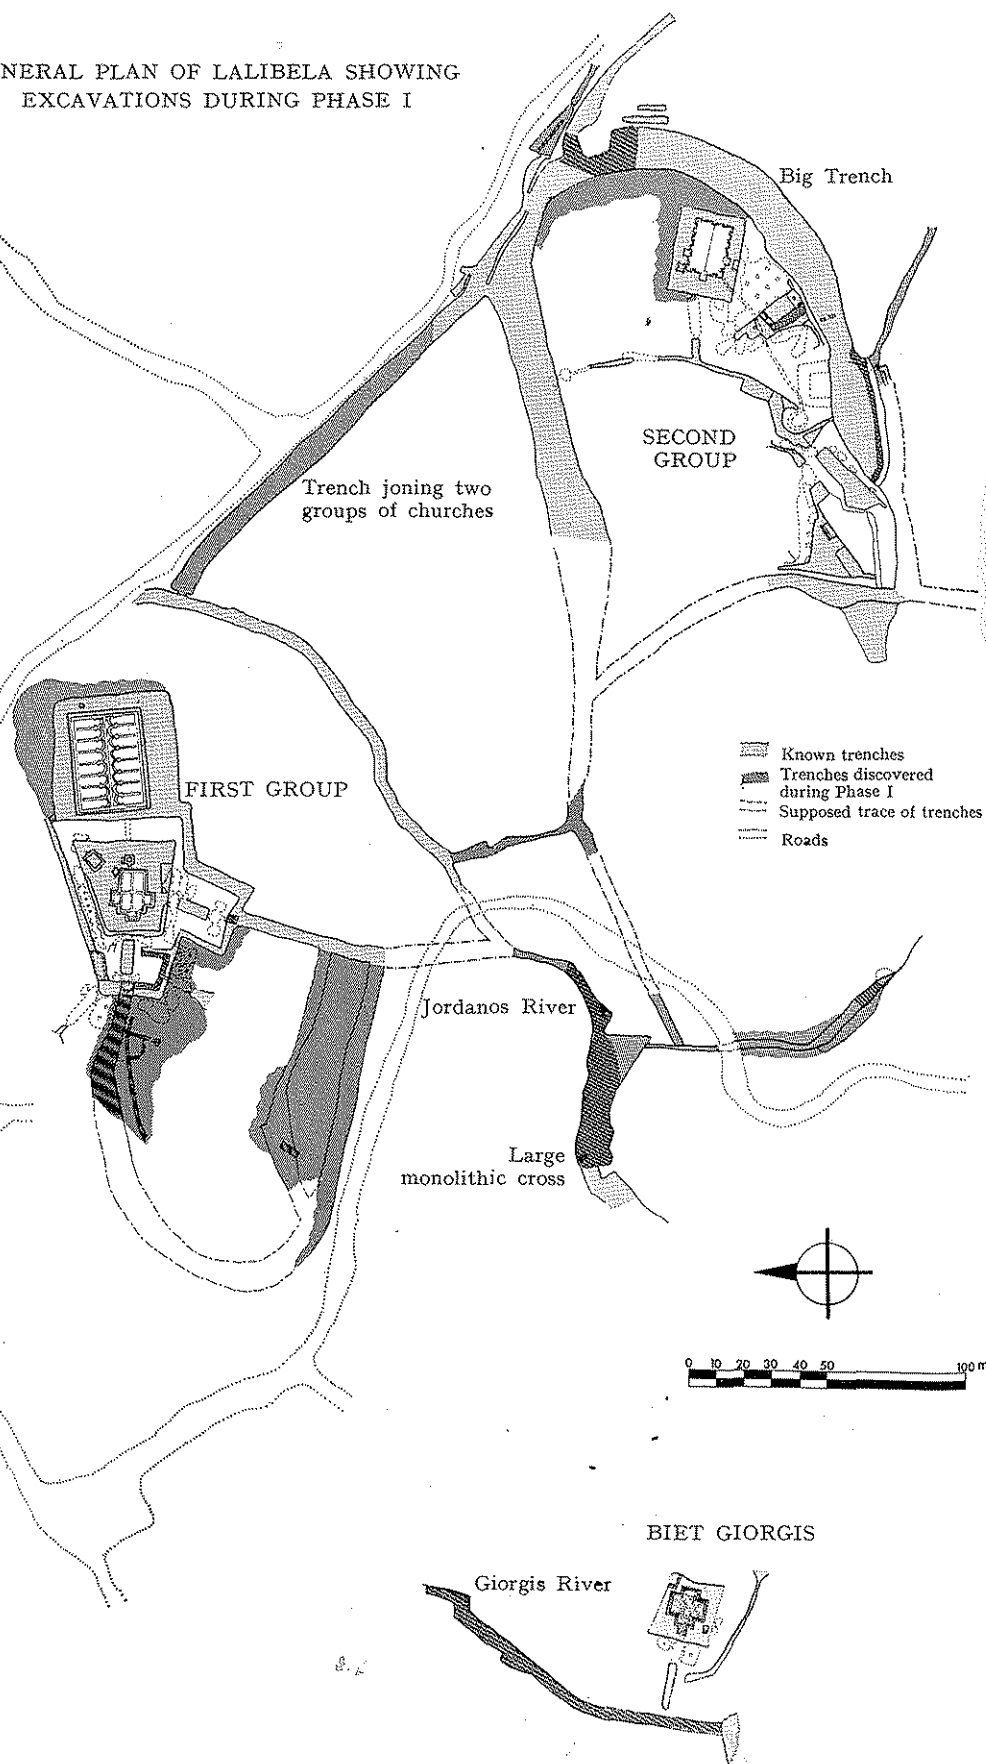 NERAL PLAN OF LALIBELA SHOWING
EXCAVATIONS DURING PHASE I
Big Trench
SECOND
GROUP
Trench joning two
groups of churches
FIRST GROUP
Known trenches
Trenches discovered
during Phase I
Supposed trace of trenches
Roads
Jordanos River
Large
monolithic cross
0 10 20 30 40 50 100 m
BIET GIORGIS
Giorgis River